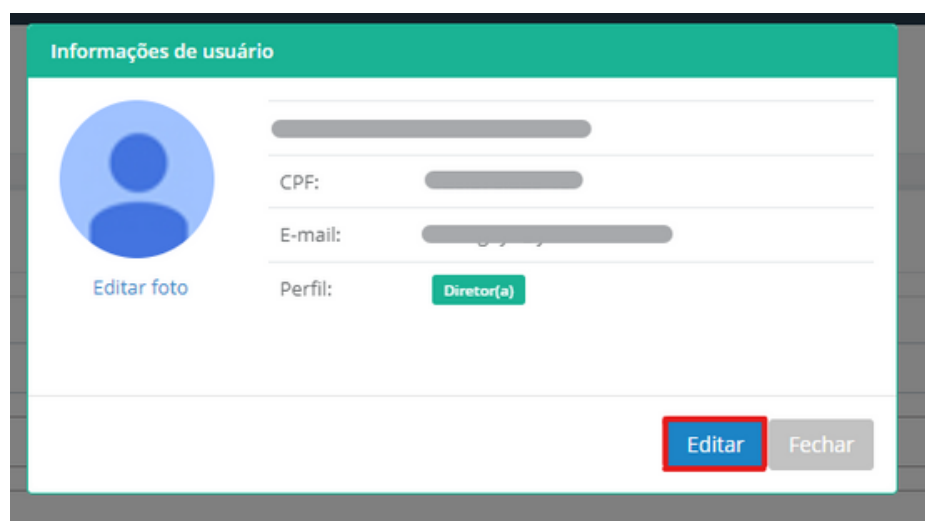 Informações de usuário
CPF:
E-mail:
Editar foto
Perfil:
Diretor(a)
Editar
Fechar